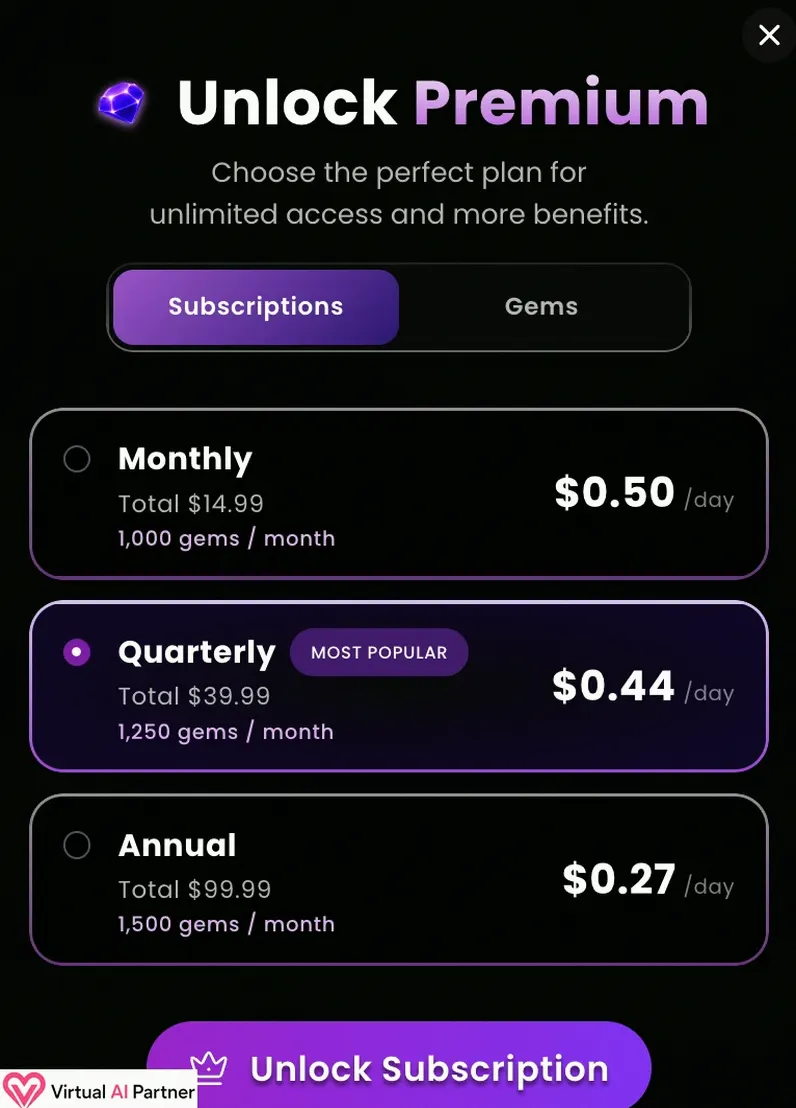 Unlock Premium
Choose the perfect plan for
unlimited access and more benefits.
Subscriptions
Gems
Monthly
Total $14.99
1,000 gems / month
$0.50 /day
Quarterly
MOST POPULAR
Total $39.99
1,250 gems / month
$0.44 /day
Annual
Total $99.99
1,500 gems / month
$0.27 /day
Unlock Subscription
Virtual AI Partner